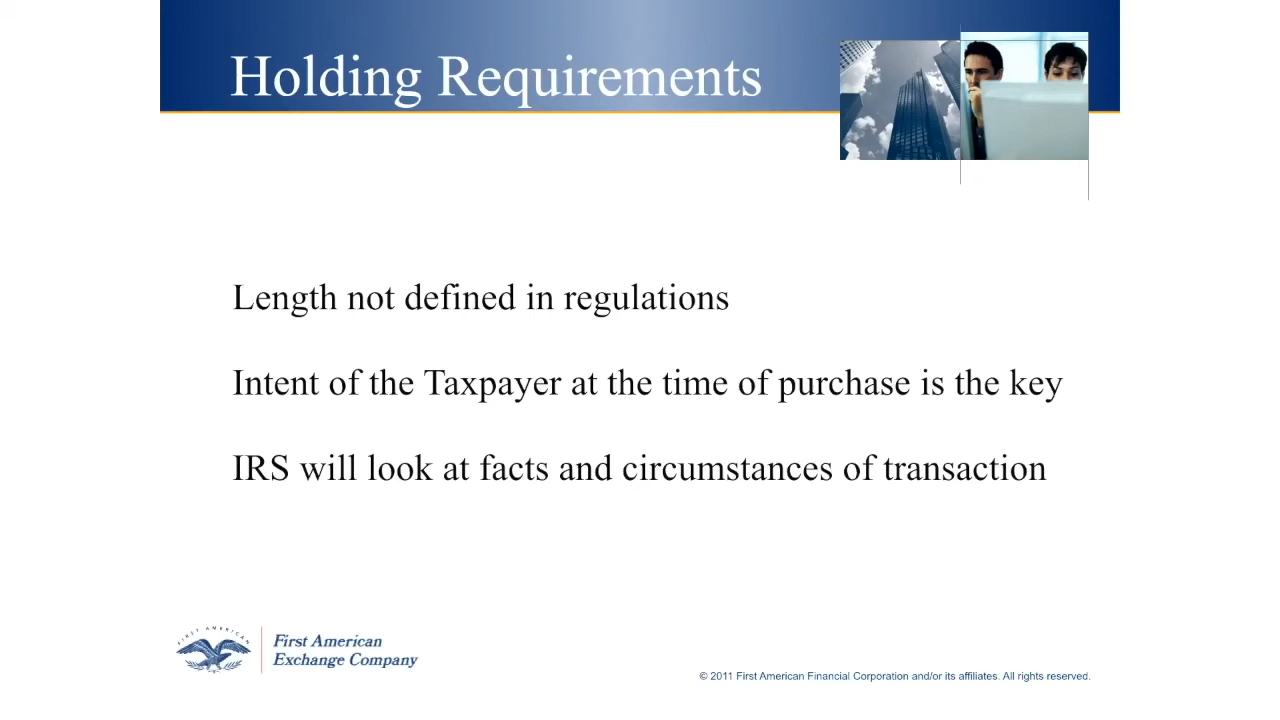 Holding Requirements
Length not defined in regulations
Intent of the Taxpayer at the time of purchase is the key
IRS will look at facts and circumstances of transaction
FIRST AMERICAN
First American
Exchange Company
© 2011 First American Financial Corporation and/or its affiliates. All rights reserved.